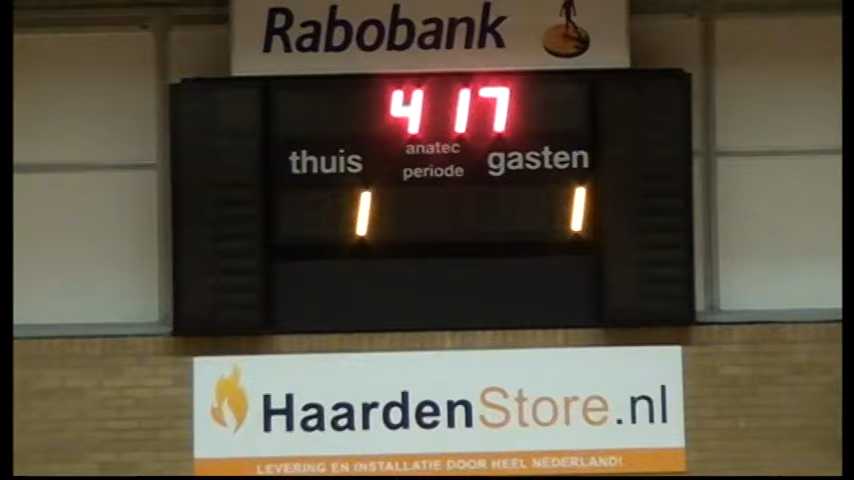 Rabobank
4 17
thuis anatec gasten
periode
1 1
HaardenStore.nl
LEVERING EN INSTALLATIE DOOR HEEL NEDERLAND!